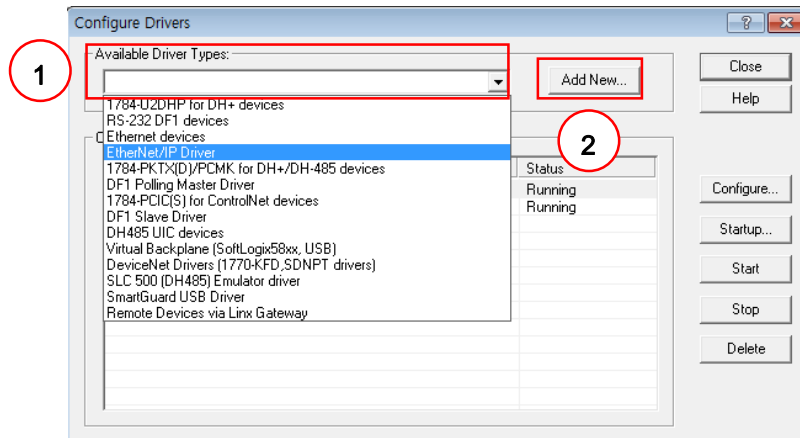 Configure Drivers
Available Driver Types:
1
Add New...
Close
Help
1784-U2DHP for DH+ devices
RS-232 DF1 devices
Ethernet devices
EtherNet/IP Driver
1784-PKTX(D)/PCMK for DH+/DH-485 devices
DF1 Polling Master Driver
1784-PCIC(S) for ControlNet devices
DF1 Slave Driver
DH485 UIC devices
Virtual Backplane (SoftLogix58xx, USB)
DeviceNet Drivers (1770-KFD,SDNPT drivers)
SLC 500 (DH485) Emulator driver
SmartGuard USB Driver
Remote Devices via Linx Gateway
2
Status
Running
Running
Configure...
Startup...
Start
Stop
Delete